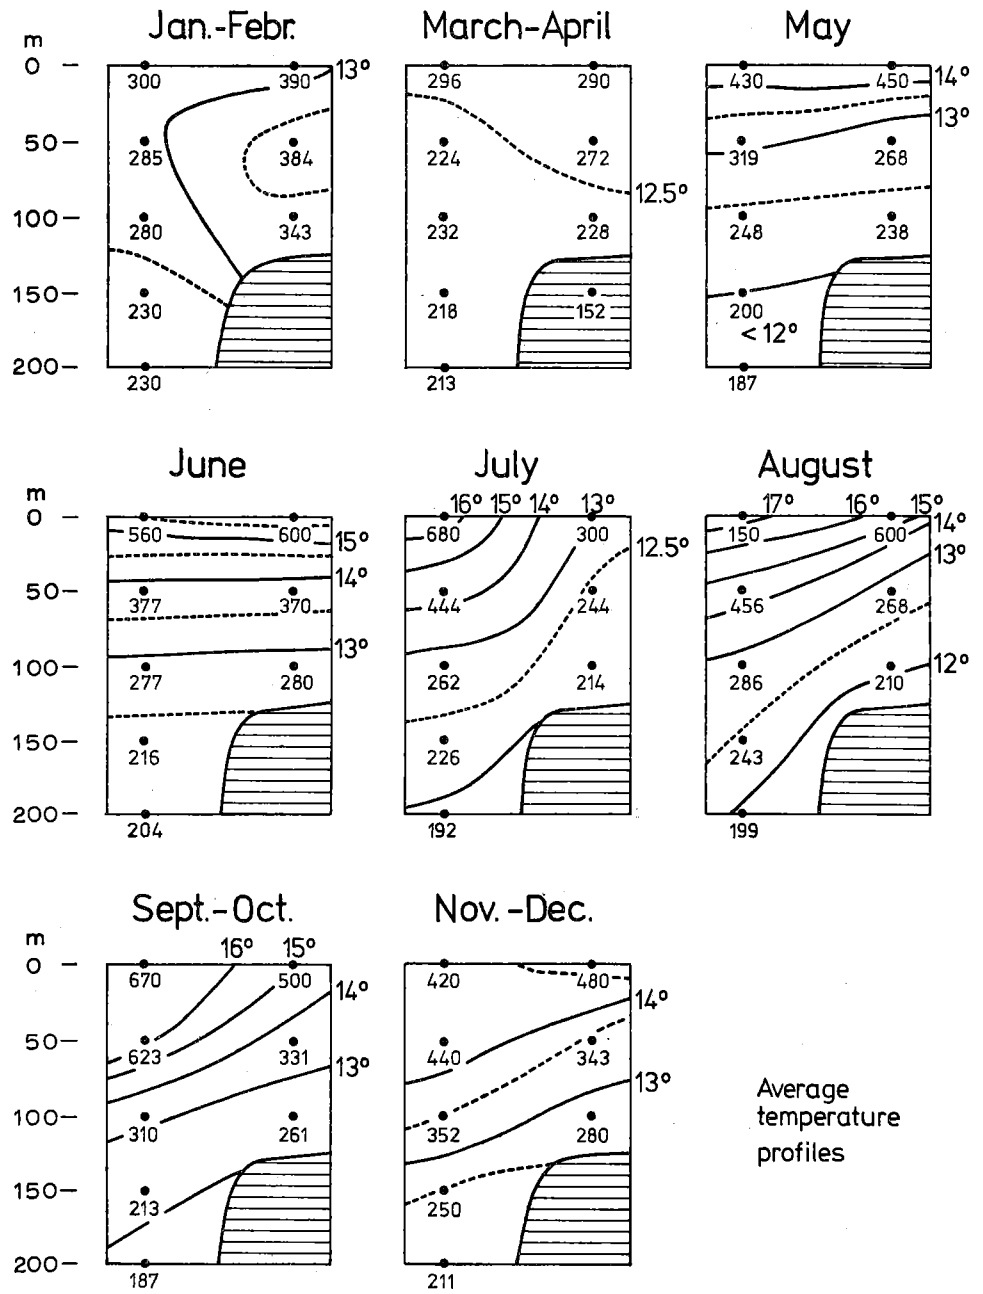 Jan.-Febr. March-April May
m
0 300 390 13° 296 290 430 450 14°
13°
50 285 384 224 272 319 268
12.5°
100 280 343 232 228 248 238
150 230 218 152 200
<12°
200 230 213 187
June July August
m 16° 15° 14° 13° 17° 16° 15°
0 560 600 15° 680 300 12.5° 150 600 14°
14° 13°
50 377 370 444 244 456 268
13° 12°
100 277 280 262 214 286 210
150 216 226 243
200 204 192 199
Sept.-Oct. Nov.-Dec.
m 16° 15°
0 670 500 14° 420 480 14°
50 623 331 440 343
13° 13°
100 310 261 352 280
150 213 250
200 187 211
Average
temperature
profiles